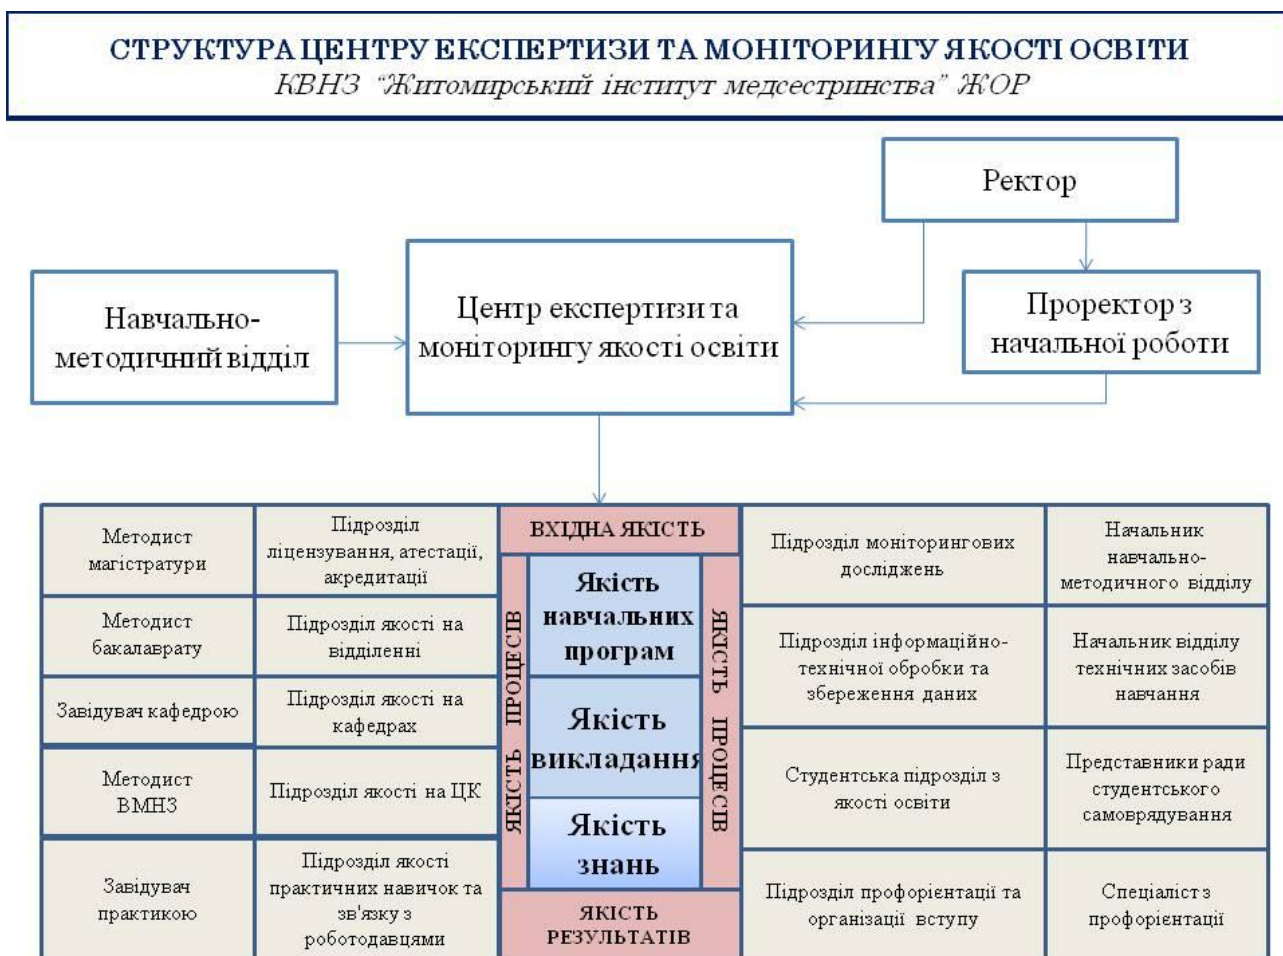 СТРУКТУРА ЦЕНТРУ ЕКСПЕРТИЗИ ТА МОНІТОРИНГУ ЯКОСТІ ОСВІТИ
КВНЗ “Житомирський інститут медсестринства” ЖОР
Ректор
Навчально-
методичний відділ
Центр експертизи та
моніторингу якості освіти
Проректор з
начальної роботи
Методист
магістратури
Підрозділ
ліцензування, атестації,
акредитації
ВХІДНА ЯКІСТЬ
Підрозділ моніторингових
досліджень
Начальник
навчально-
методичного відділу
Методист
бакалаврату
Підрозділ якості на
відділенні
ЯКІСТЬ ПРОЦЕСІВ
Якість
навчальних
програм
ЯКІСТЬ ПРОЦЕСІВ
Підрозділ інформаційно-
технічної обробки та
збереження даних
Начальник відділу
технічних засобів
навчання
Завідувач кафедрою
Підрозділ якості на
кафедрах
Якість
викладання
Методист
ВМНЗ
Підрозділ якості на ЦК
Студентська підрозділ з
якості освіти
Представники ради
студентського
самоврядування
Якість
знань
Завідувач
практикою
Підрозділ якості
практичних навичок та
зв'язку з
роботодавцями
ЯКІСТЬ
РЕЗУЛЬТАТІВ
Підрозділ профорієнтації та
організації вступу
Спеціаліст з
профорієнтації